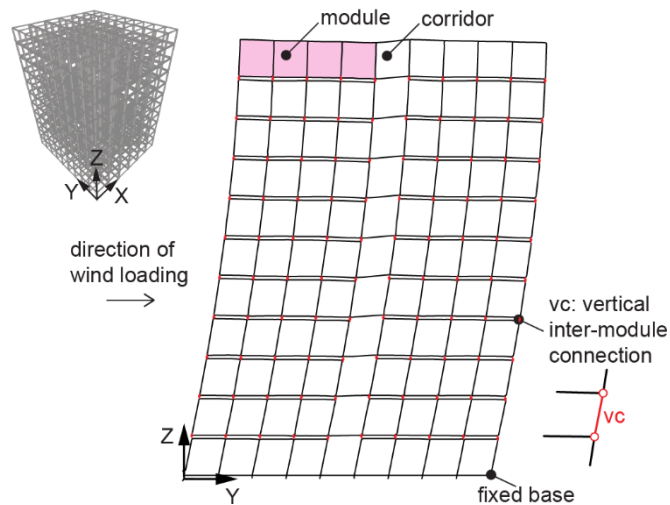 module
corridor
Z
Y
X
direction of
wind loading
vc: vertical
inter-module
connection
vc
Z
Y
fixed base